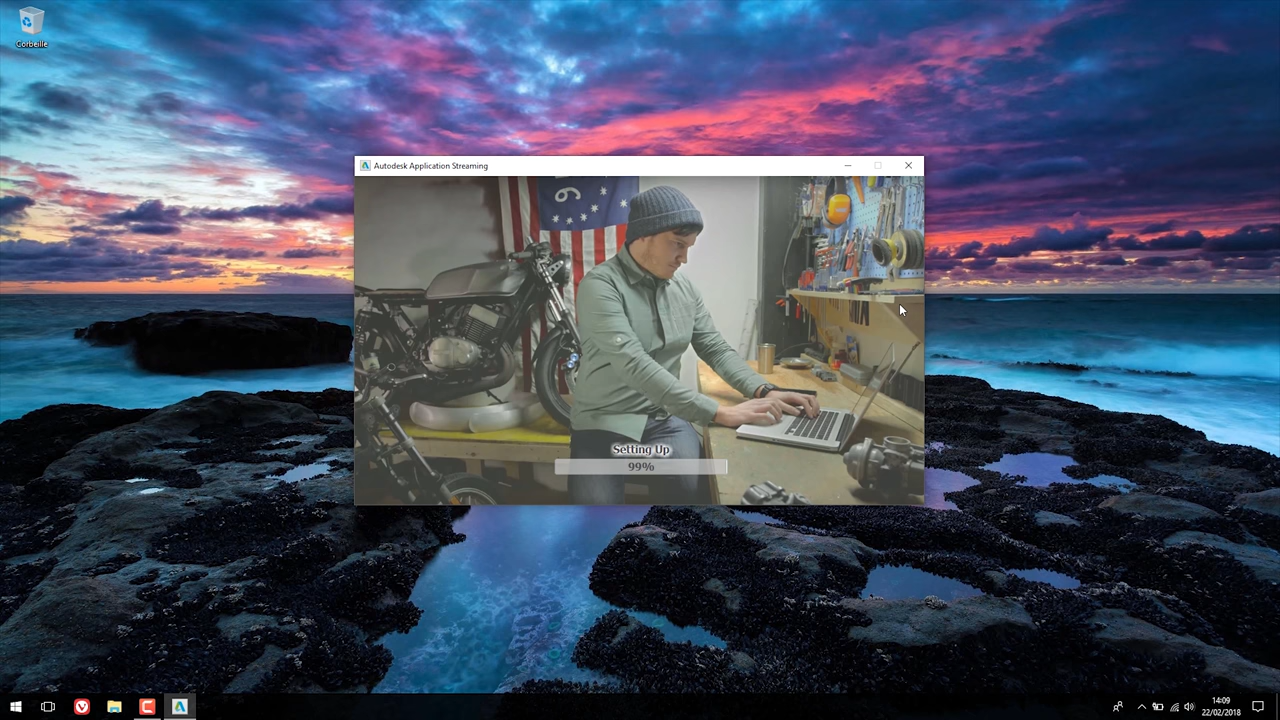 Corbeille
Autodesk Application Streaming
Setting Up
99%
14:09
22/02/2018